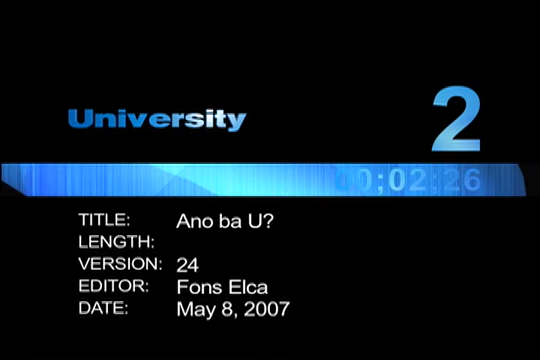 University
2
00;02:26
TITLE: Ano ba U?
LENGTH:
VERSION: 24
EDITOR: Fons Elca
DATE: May 8, 2007